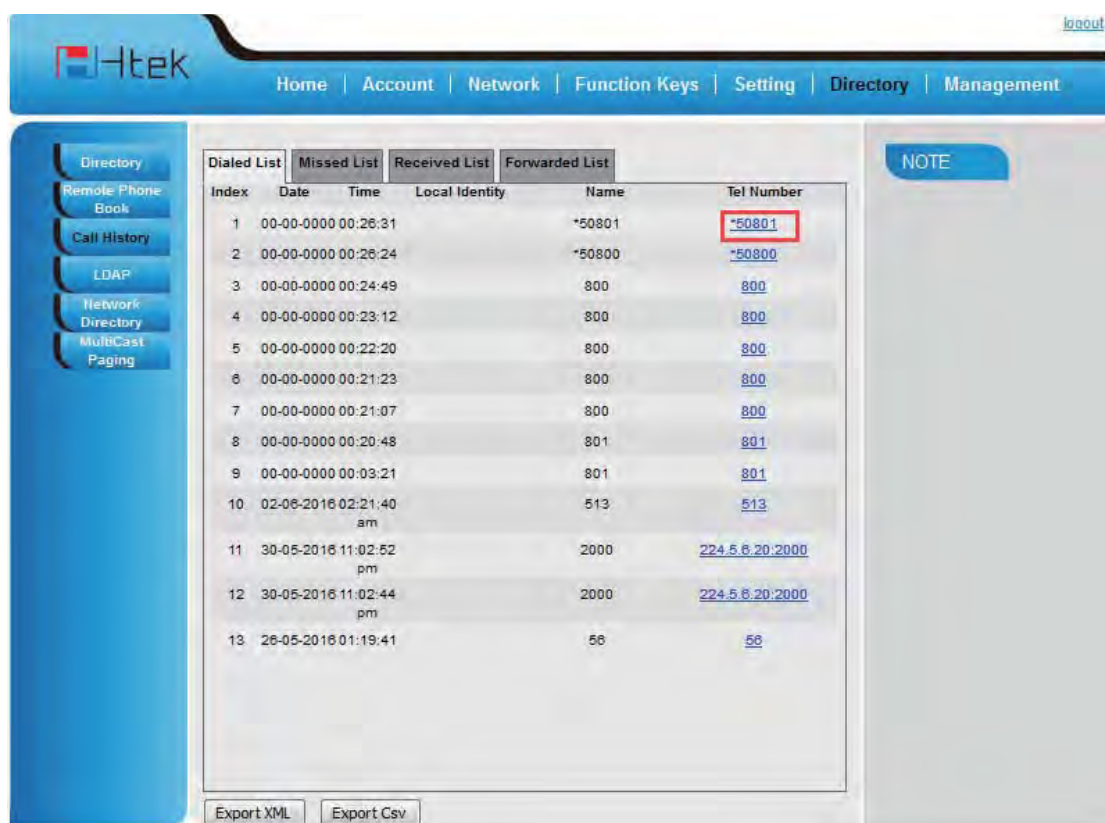 logout
Htek
Home | Account | Network | Function Keys | Setting | Directory | Management
Directory
Remote Phone
Book
Call History
LDAP
Network
Directory
MultiCast
Paging
Dialed List Missed List Received List Forwarded List
NOTE
Index Date Time Local Identity Name Tel Number
1 00-00-0000 00:26:31 *50801 *50801
2 00-00-0000 00:26:24 *50800 *50800
3 00-00-0000 00:24:49 800 800
4 00-00-0000 00:23:12 800 800
5 00-00-0000 00:22:20 800 800
6 00-00-0000 00:21:23 800 800
7 00-00-0000 00:21:07 800 800
8 00-00-0000 00:20:48 801 801
9 00-00-0000 00:03:21 801 801
10 02-06-2016 02:21:40 513 513
am
11 30-05-2016 11:02:52 2000 224.5.6.20:2000
pm
12 30-05-2016 11:02:44 2000 224.5.6.20:2000
pm
13 26-05-2016 01:19:41 56 56
Export XML Export Csv